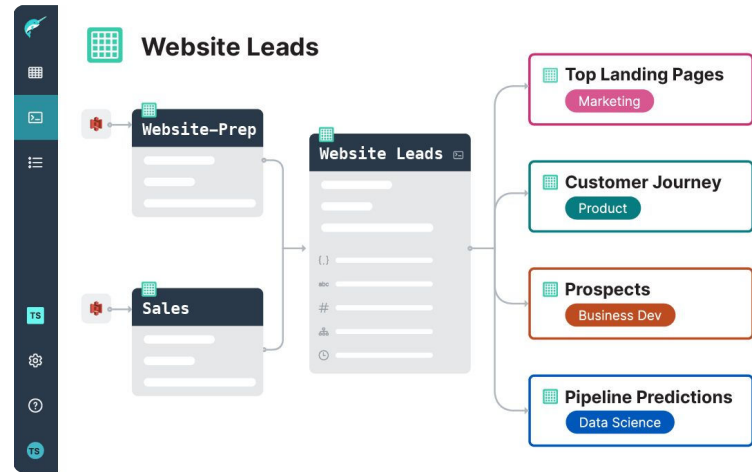 Website Leads
Website-Prep
Sales
Website Leads
{,}
abc
#
Top Landing Pages
Marketing
Customer Journey
Product
Prospects
Business Dev
Pipeline Predictions
Data Science
TS
?
TS